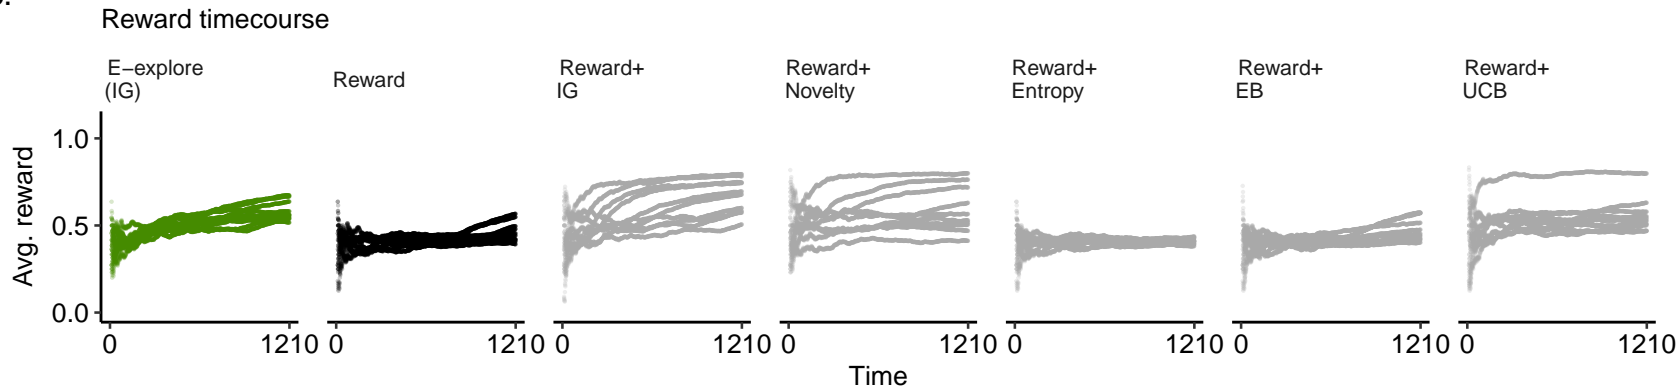 Reward timecourse
E−explore
(IG)
Reward
Reward+
IG
Reward+
Novelty
Reward+
Entropy
Reward+
EB
Reward+
UCB
Avg. reward
1.0
0.5
0.0
0 1210 0 1210 0 1210 0 1210 0 1210 0 1210 0 1210
Time